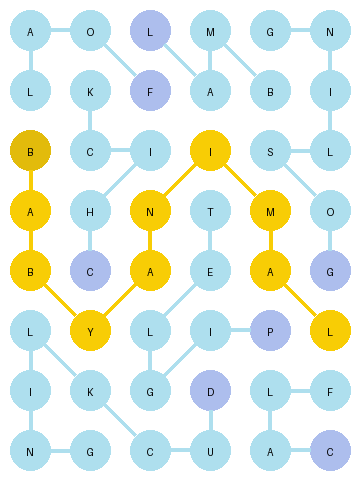 A O L M G N
L K F A B I
B C I I S L
A H N T M O
B C A E A G
L Y L I P L
I K G D L F
N G C U A C